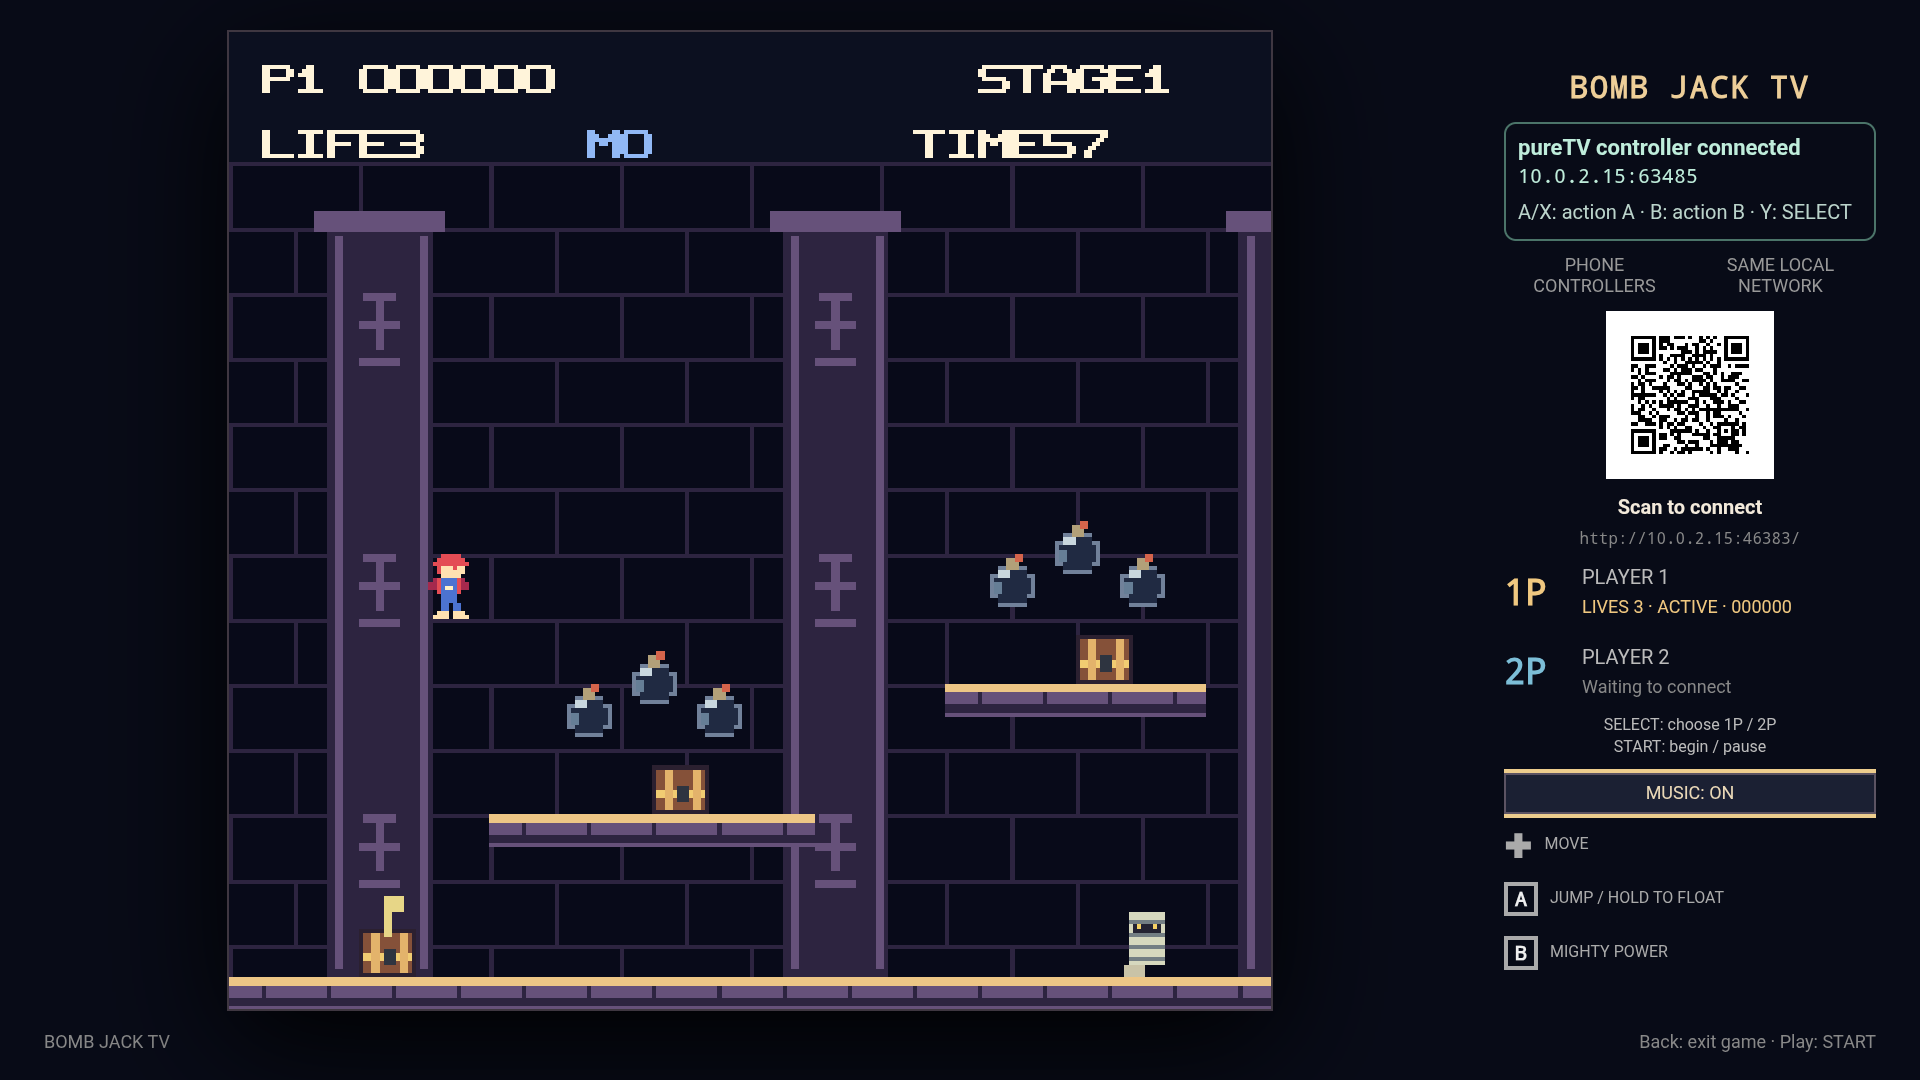 P1 000000
STAGE1
LIFE3
M0
TIME57
BOMB JACK TV
pureTV controller connected
10.0.2.15:63485
A/X: action A · B: action B · Y: SELECT
PHONE
CONTROLLERS
SAME LOCAL
NETWORK
Scan to connect
http://10.0.2.15:46383/
1P
PLAYER 1
LIVES 3 · ACTIVE · 000000
2P
PLAYER 2
Waiting to connect
SELECT: choose 1P / 2P
START: begin / pause
MUSIC: ON
MOVE
A JUMP / HOLD TO FLOAT
B MIGHTY POWER
BOMB JACK TV
Back: exit game · Play: START